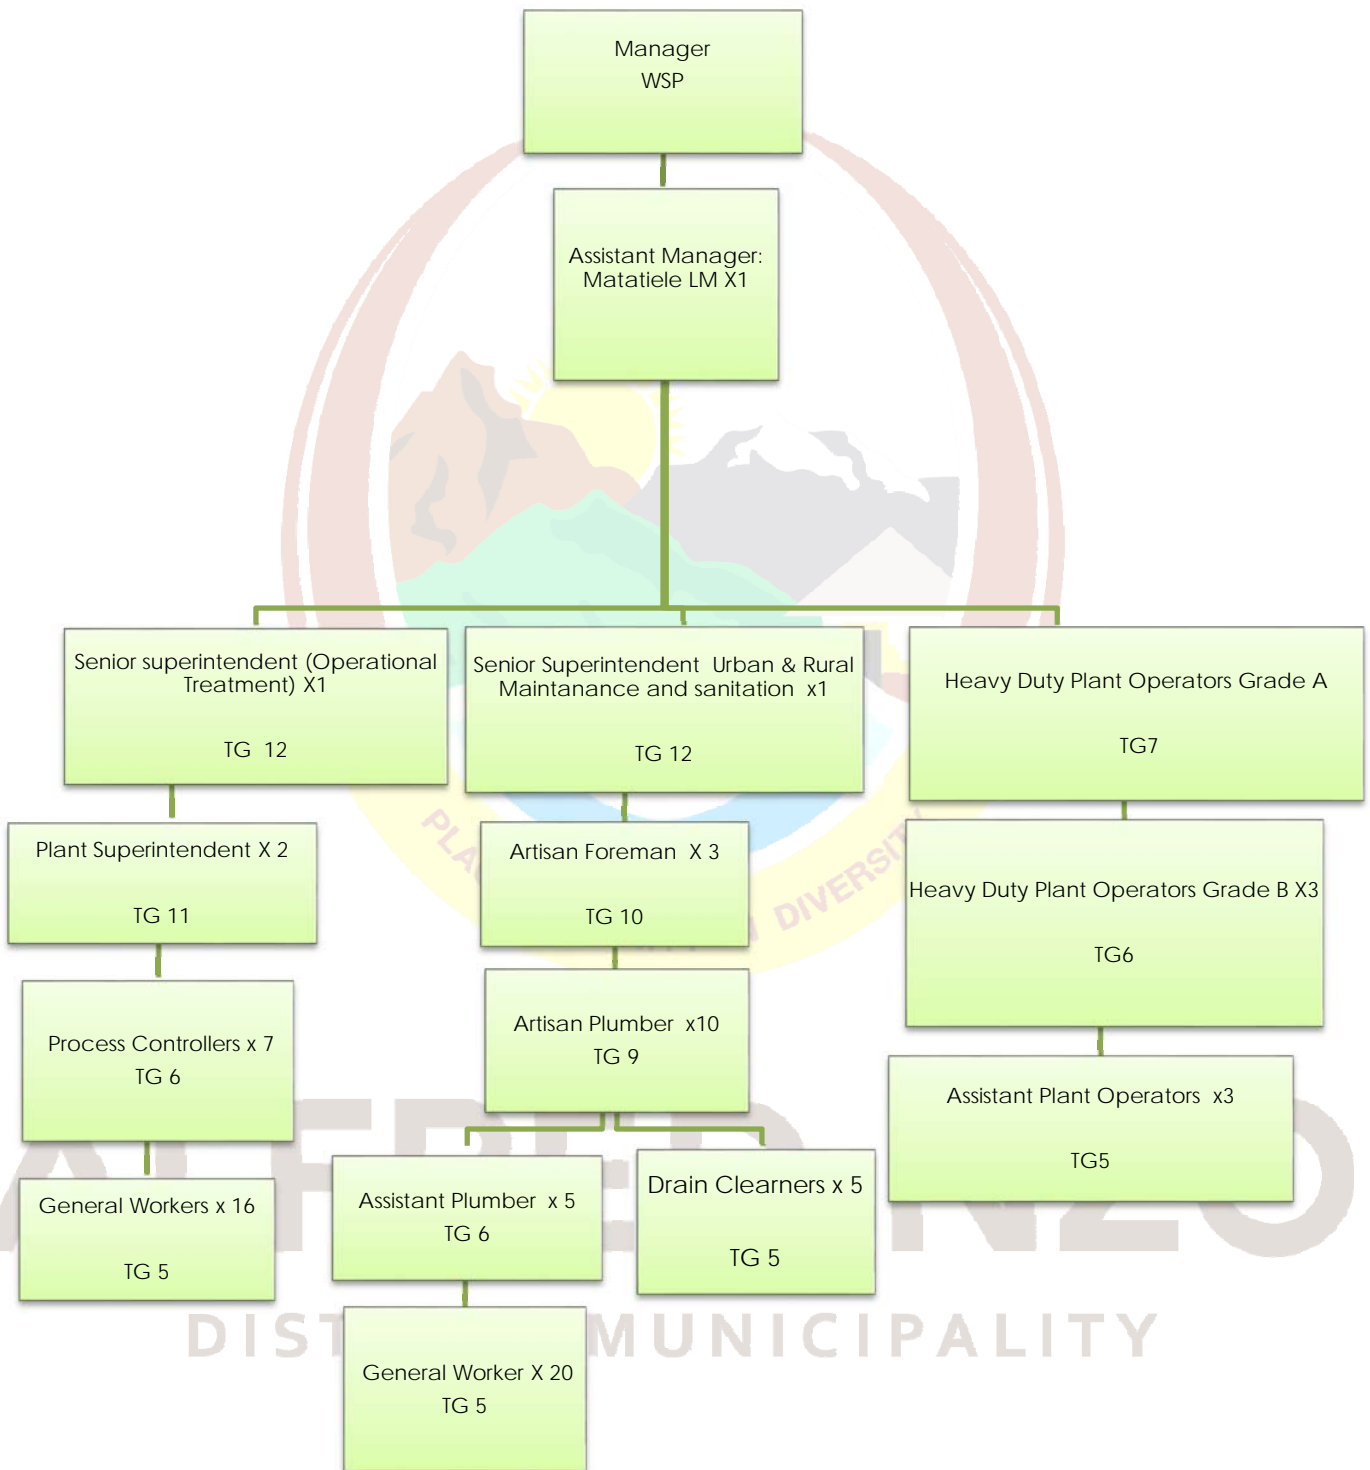 Manager
WSP
Assistant Manager:
Matatiele LM X1
Senior superintendent (Operational
Treatment) X1
TG 12
Senior Superintendent Urban & Rural
Maintanance and sanitation x1
TG 12
Heavy Duty Plant Operators Grade A
TG7
Plant Superintendent X 2
TG 11
Artisan Foreman X 3
TG 10
Heavy Duty Plant Operators Grade B X3
TG6
Process Controllers x 7
TG 6
Artisan Plumber x10
TG 9
Assistant Plant Operators x3
TG5
General Workers x 16
TG 5
Assistant Plumber x 5
TG 6
Drain Clearners x 5
TG 5
General Worker X 20
TG 5
DIVERSITY
MUNICIPALITY